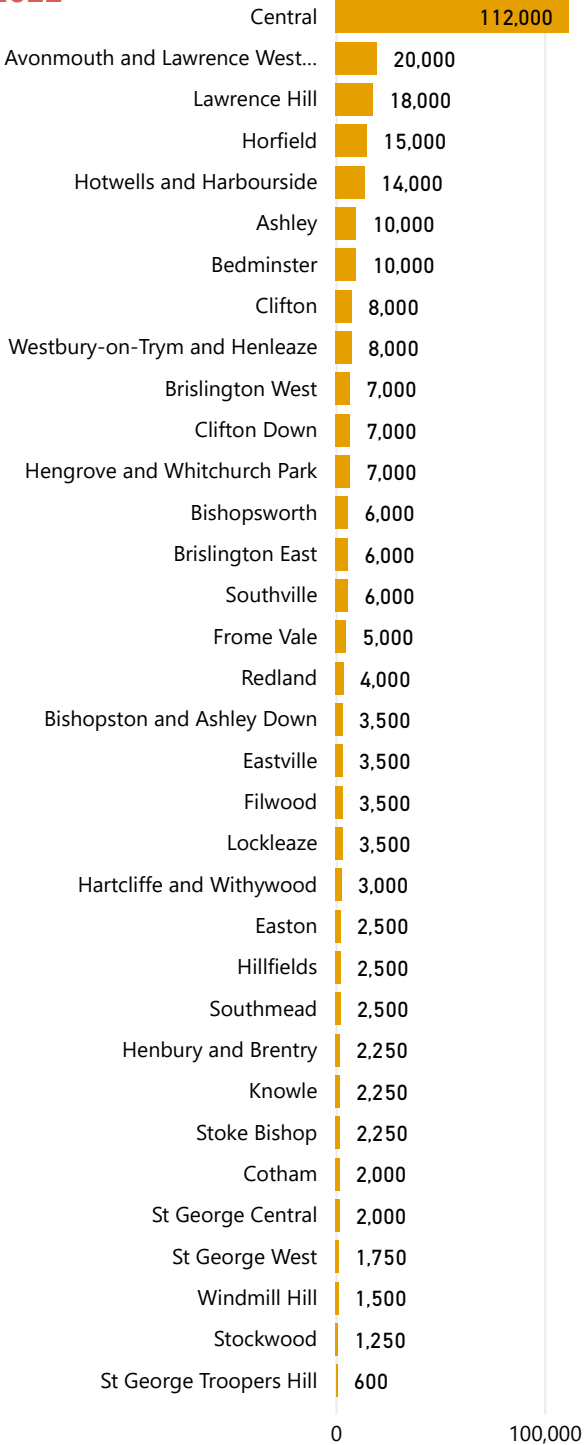 Central 112,000
Avonmouth and Lawrence West... 20,000
Lawrence Hill 18,000
Horfield 15,000
Hotwells and Harbourside 14,000
Ashley 10,000
Bedminster 10,000
Clifton 8,000
Westbury-on-Trym and Henleaze 8,000
Brislington West 7,000
Clifton Down 7,000
Hengrove and Whitchurch Park 7,000
Bishopsworth 6,000
Brislington East 6,000
Southville 6,000
Frome Vale 5,000
Redland 4,000
Bishopston and Ashley Down 3,500
Eastville 3,500
Filwood 3,500
Lockleaze 3,500
Hartcliffe and Withywood 3,000
Easton 2,500
Hillfields 2,500
Southmead 2,500
Henbury and Brentry 2,250
Knowle 2,250
Stoke Bishop 2,250
Cotham 2,000
St George Central 2,000
St George West 1,750
Windmill Hill 1,500
Stockwood 1,250
St George Troopers Hill 600
0 100,000